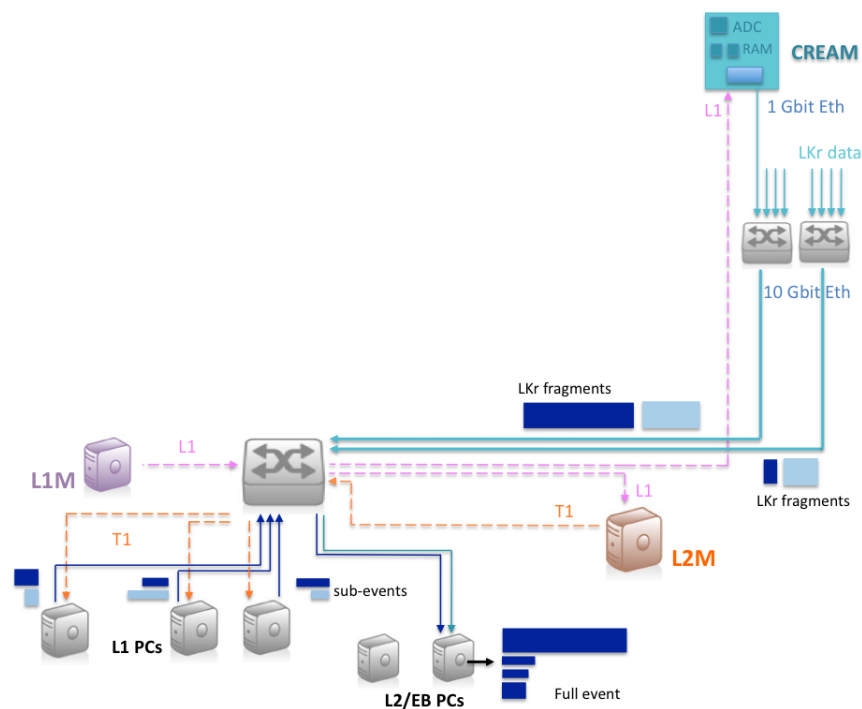 ADC
RAM
CREAM
L1
1 Gbit Eth
LKr data
10 Gbit Eth
LKr fragments
L1
L1M
LKr fragments
L1
T1
T1
L2M
sub-events
L1 PCs
L2/EB PCs
Full event